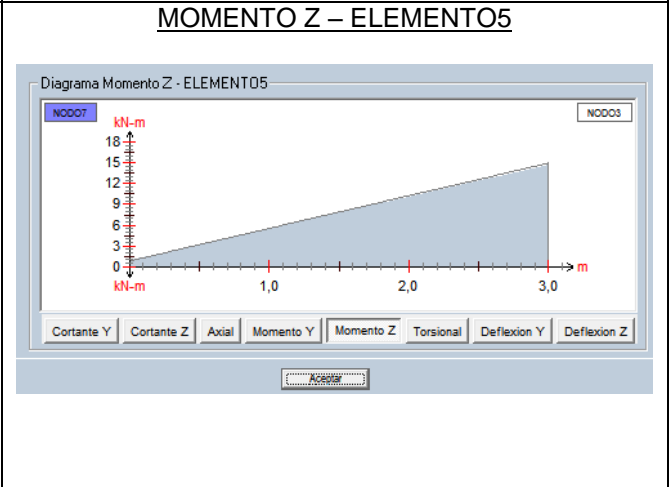 MOMENTO Z – ELEMENTO5
Diagrama Momento Z - ELEMENTO5
NODO7
NODO3
kN-m
18
15
12
9
6
3
0
m
kN-m
1,0
2,0
3,0
Cortante Y Cortante Z Axial Momento Y Momento Z Torsional Deflexion Y Deflexion Z
Aceptar